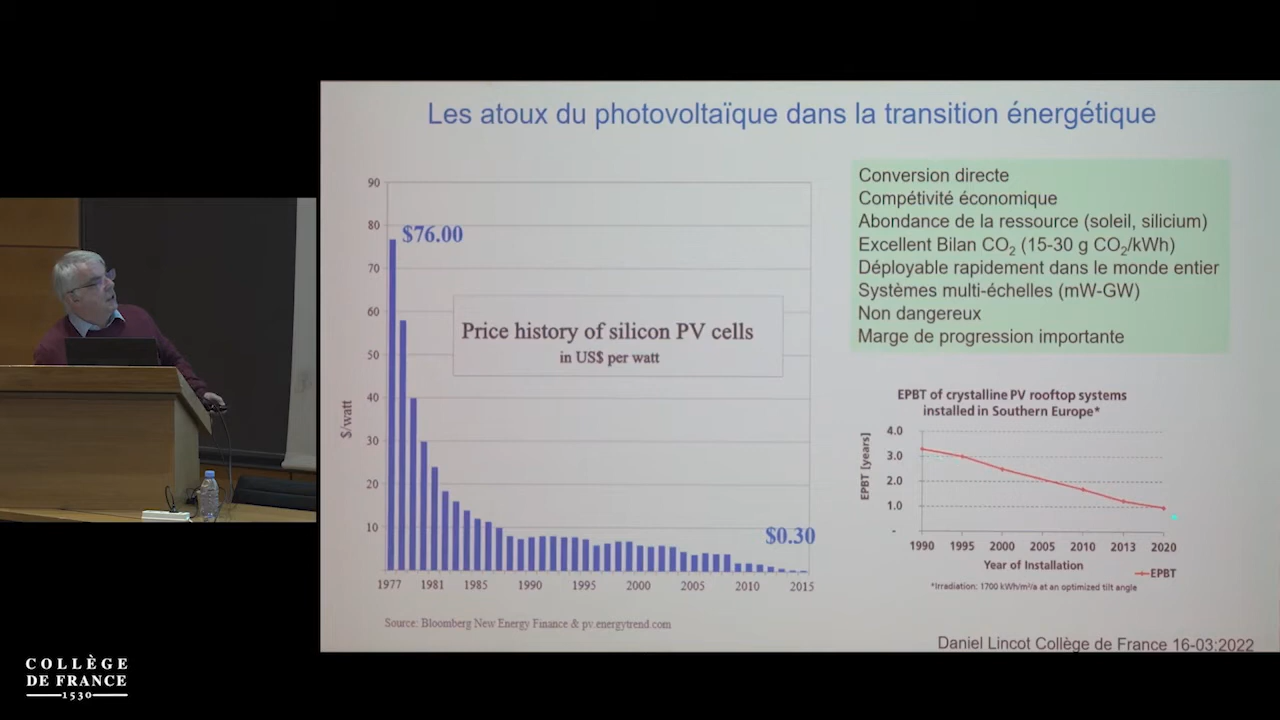 Les atoux du photovoltaïque dans la transition énergétique
90
80
70
60
50
40
30
20
10
$/watt
$76.00
Price history of silicon PV cells
in US$ per watt
$0.30
1977
1981
1985
1990
1995
2000
2005
2010
2015
Source: Bloomberg New Energy Finance & pv.energytrend.com
Conversion directe
Compétivité économique
Abondance de la ressource (soleil, silicium)
Excellent Bilan CO2 (15-30 g CO2/kWh)
Déployable rapidement dans le monde entier
Systèmes multi-échelles (mW-GW)
Non dangereux
Marge de progression importante
EPBT of crystalline PV rooftop systems
installed in Southern Europe*
EPBT [years]
4.0
3.0
2.0
1.0
-
1990
1995
2000
2005
2010
2013
2020
Year of Installation
EPBT
*Irradiation: 1700 kWh/m²/a at an optimized tilt angle
Daniel Lincot Collège de France 16-03:2022
COLLÈGE
DE FRANCE
1530